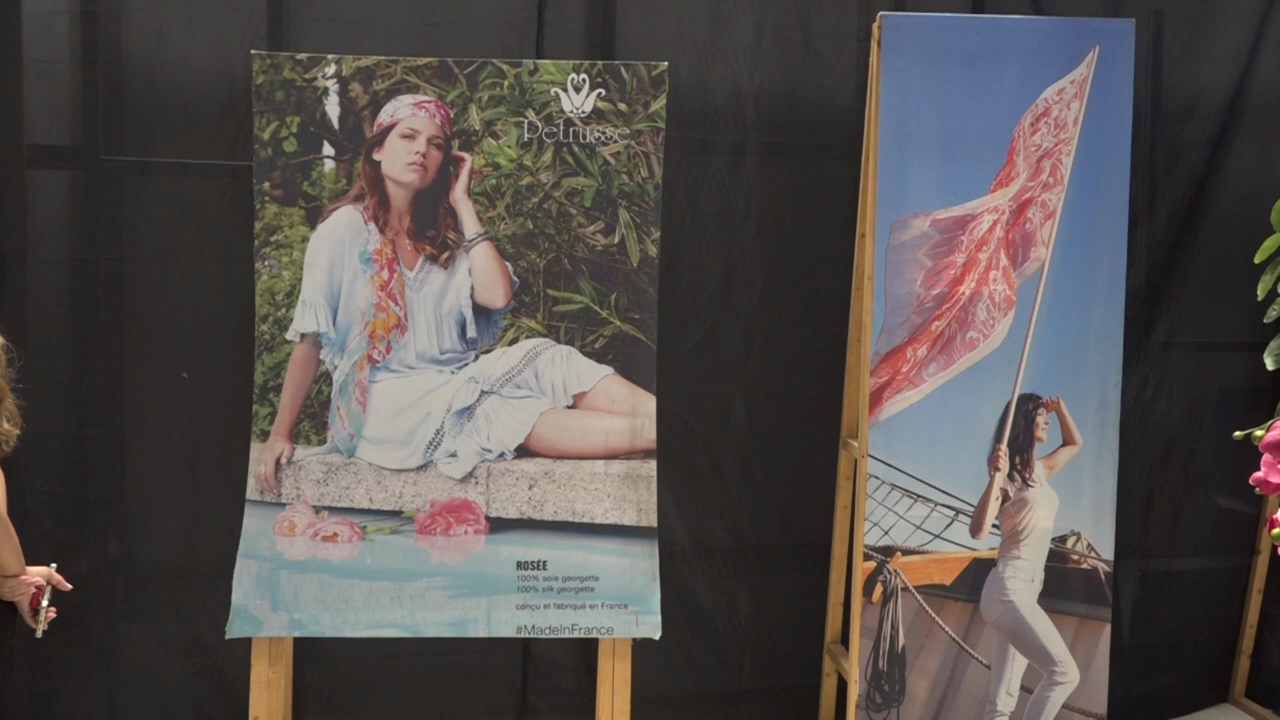 Petrusse
ROSÉE
100% soie georgette
100% silk georgette
conçu et fabriqué en France
#MadeInFrance